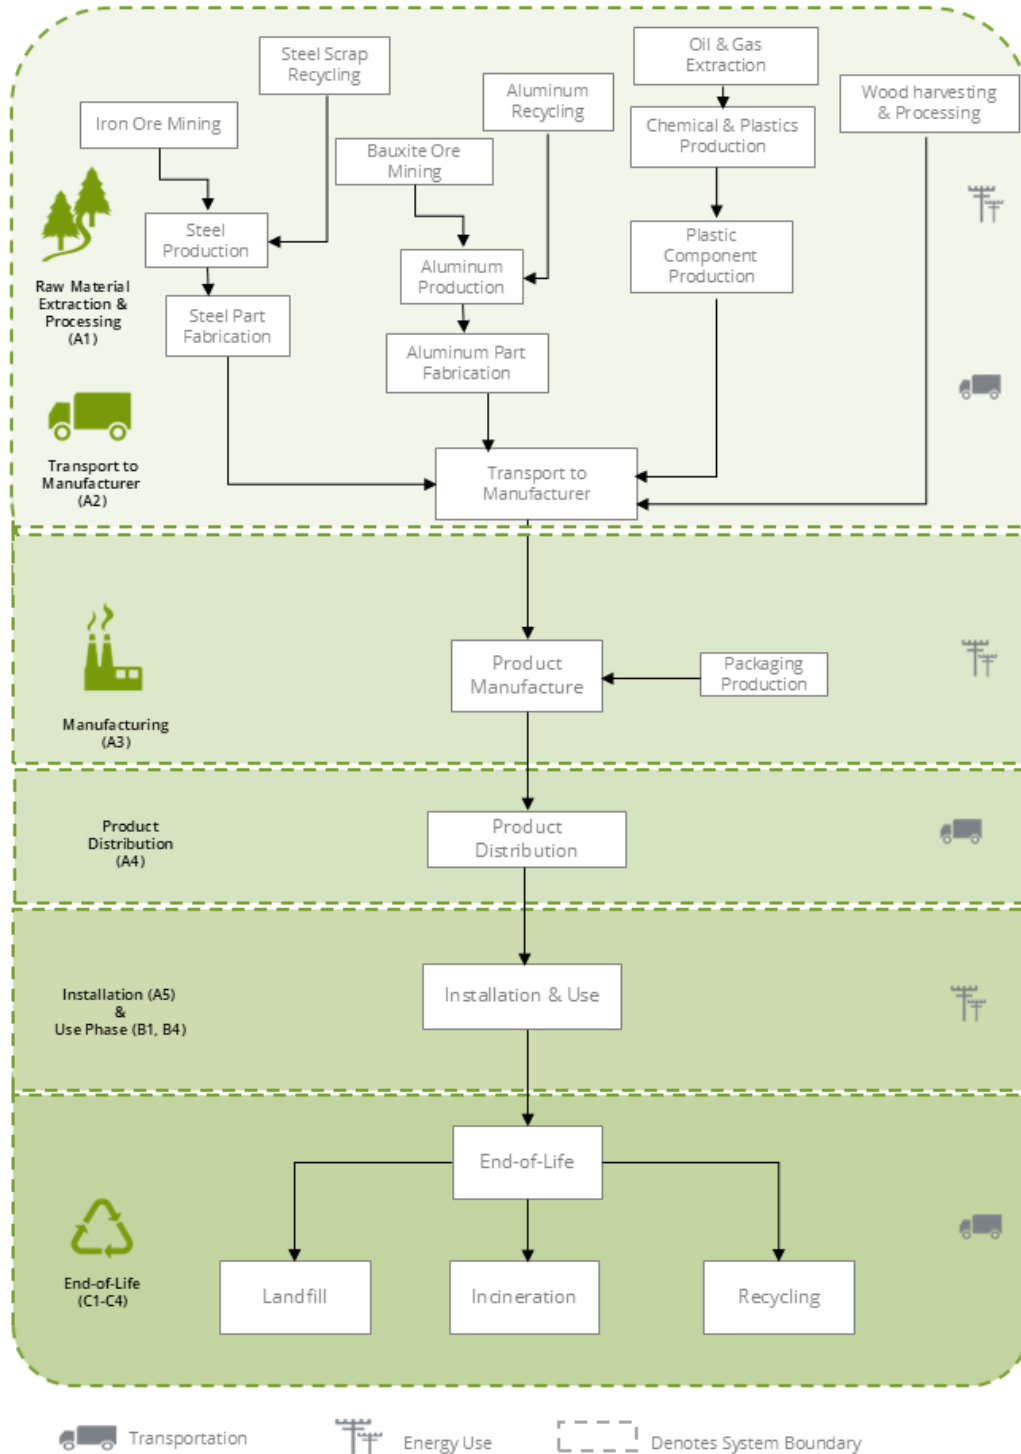 Steel Scrap
Recycling
Oil & Gas
Extraction
Aluminum
Recycling
Wood harvesting
& Processing
Iron Ore Mining
Chemical & Plastics
Production
Bauxite Ore
Mining
Steel
Production
Plastic
Component
Production
Aluminum
Production
Raw Material
Extraction &
Processing
(A1)
Steel Part
Fabrication
Aluminum Part
Fabrication
Transport to
Manufacturer
(A2)
Transport to
Manufacturer
Product
Manufacture
Packaging
Production
Manufacturing
(A3)
Product
Distribution
(A4)
Product
Distribution
Installation (A5)
&
Use Phase (B1, B4)
Installation & Use
End-of-Life
End-of-Life
(C1-C4)
Landfill
Incineration
Recycling
Transportation
Energy Use
Denotes System Boundary